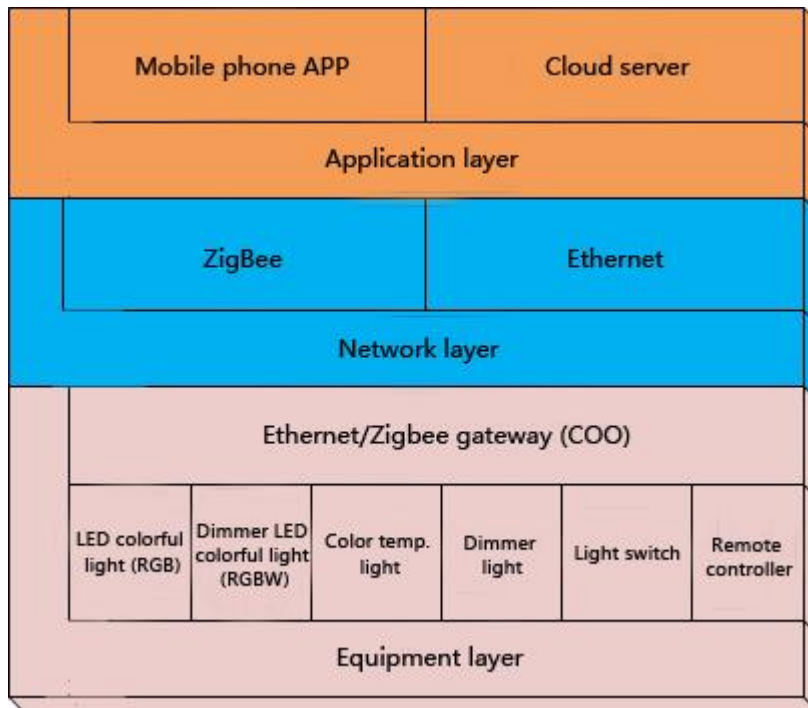 Mobile phone APP
Cloud server
Application layer
ZigBee
Ethernet
Network layer
Ethernet/Zigbee gateway (COO)
LED colorful
light (RGB)
Dimmer LED
colorful light
(RGBW)
Color temp.
light
Dimmer
light
Light switch
Remote
controller
Equipment layer